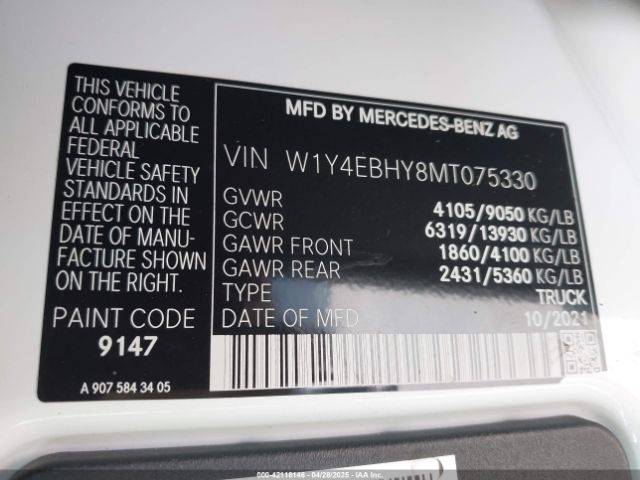 THIS VEHICLE
CONFORMS TO
ALL APPLICABLE
FEDERAL
VEHICLE SAFETY
STANDARDS
IN EFFECT ON THE
DATE OF MANU-
FACTURE SHOWN
ON THE RIGHT.
PAINT CODE
9147
A 907 584 34 05
MFD BY MERCEDES-BENZ AG
VIN W1Y4EBHY8MT075330
GVWR 4105/9050 KG/LB
GCWR 6319/13930 KG/LB
GAWR FRONT 1860/4100 KG/LB
GAWR REAR 2431/5360 KG/LB
TYPE TRUCK
DATE OF MFD 10/2021
000-42118146 - 04/28/2025 - IAAI.COM